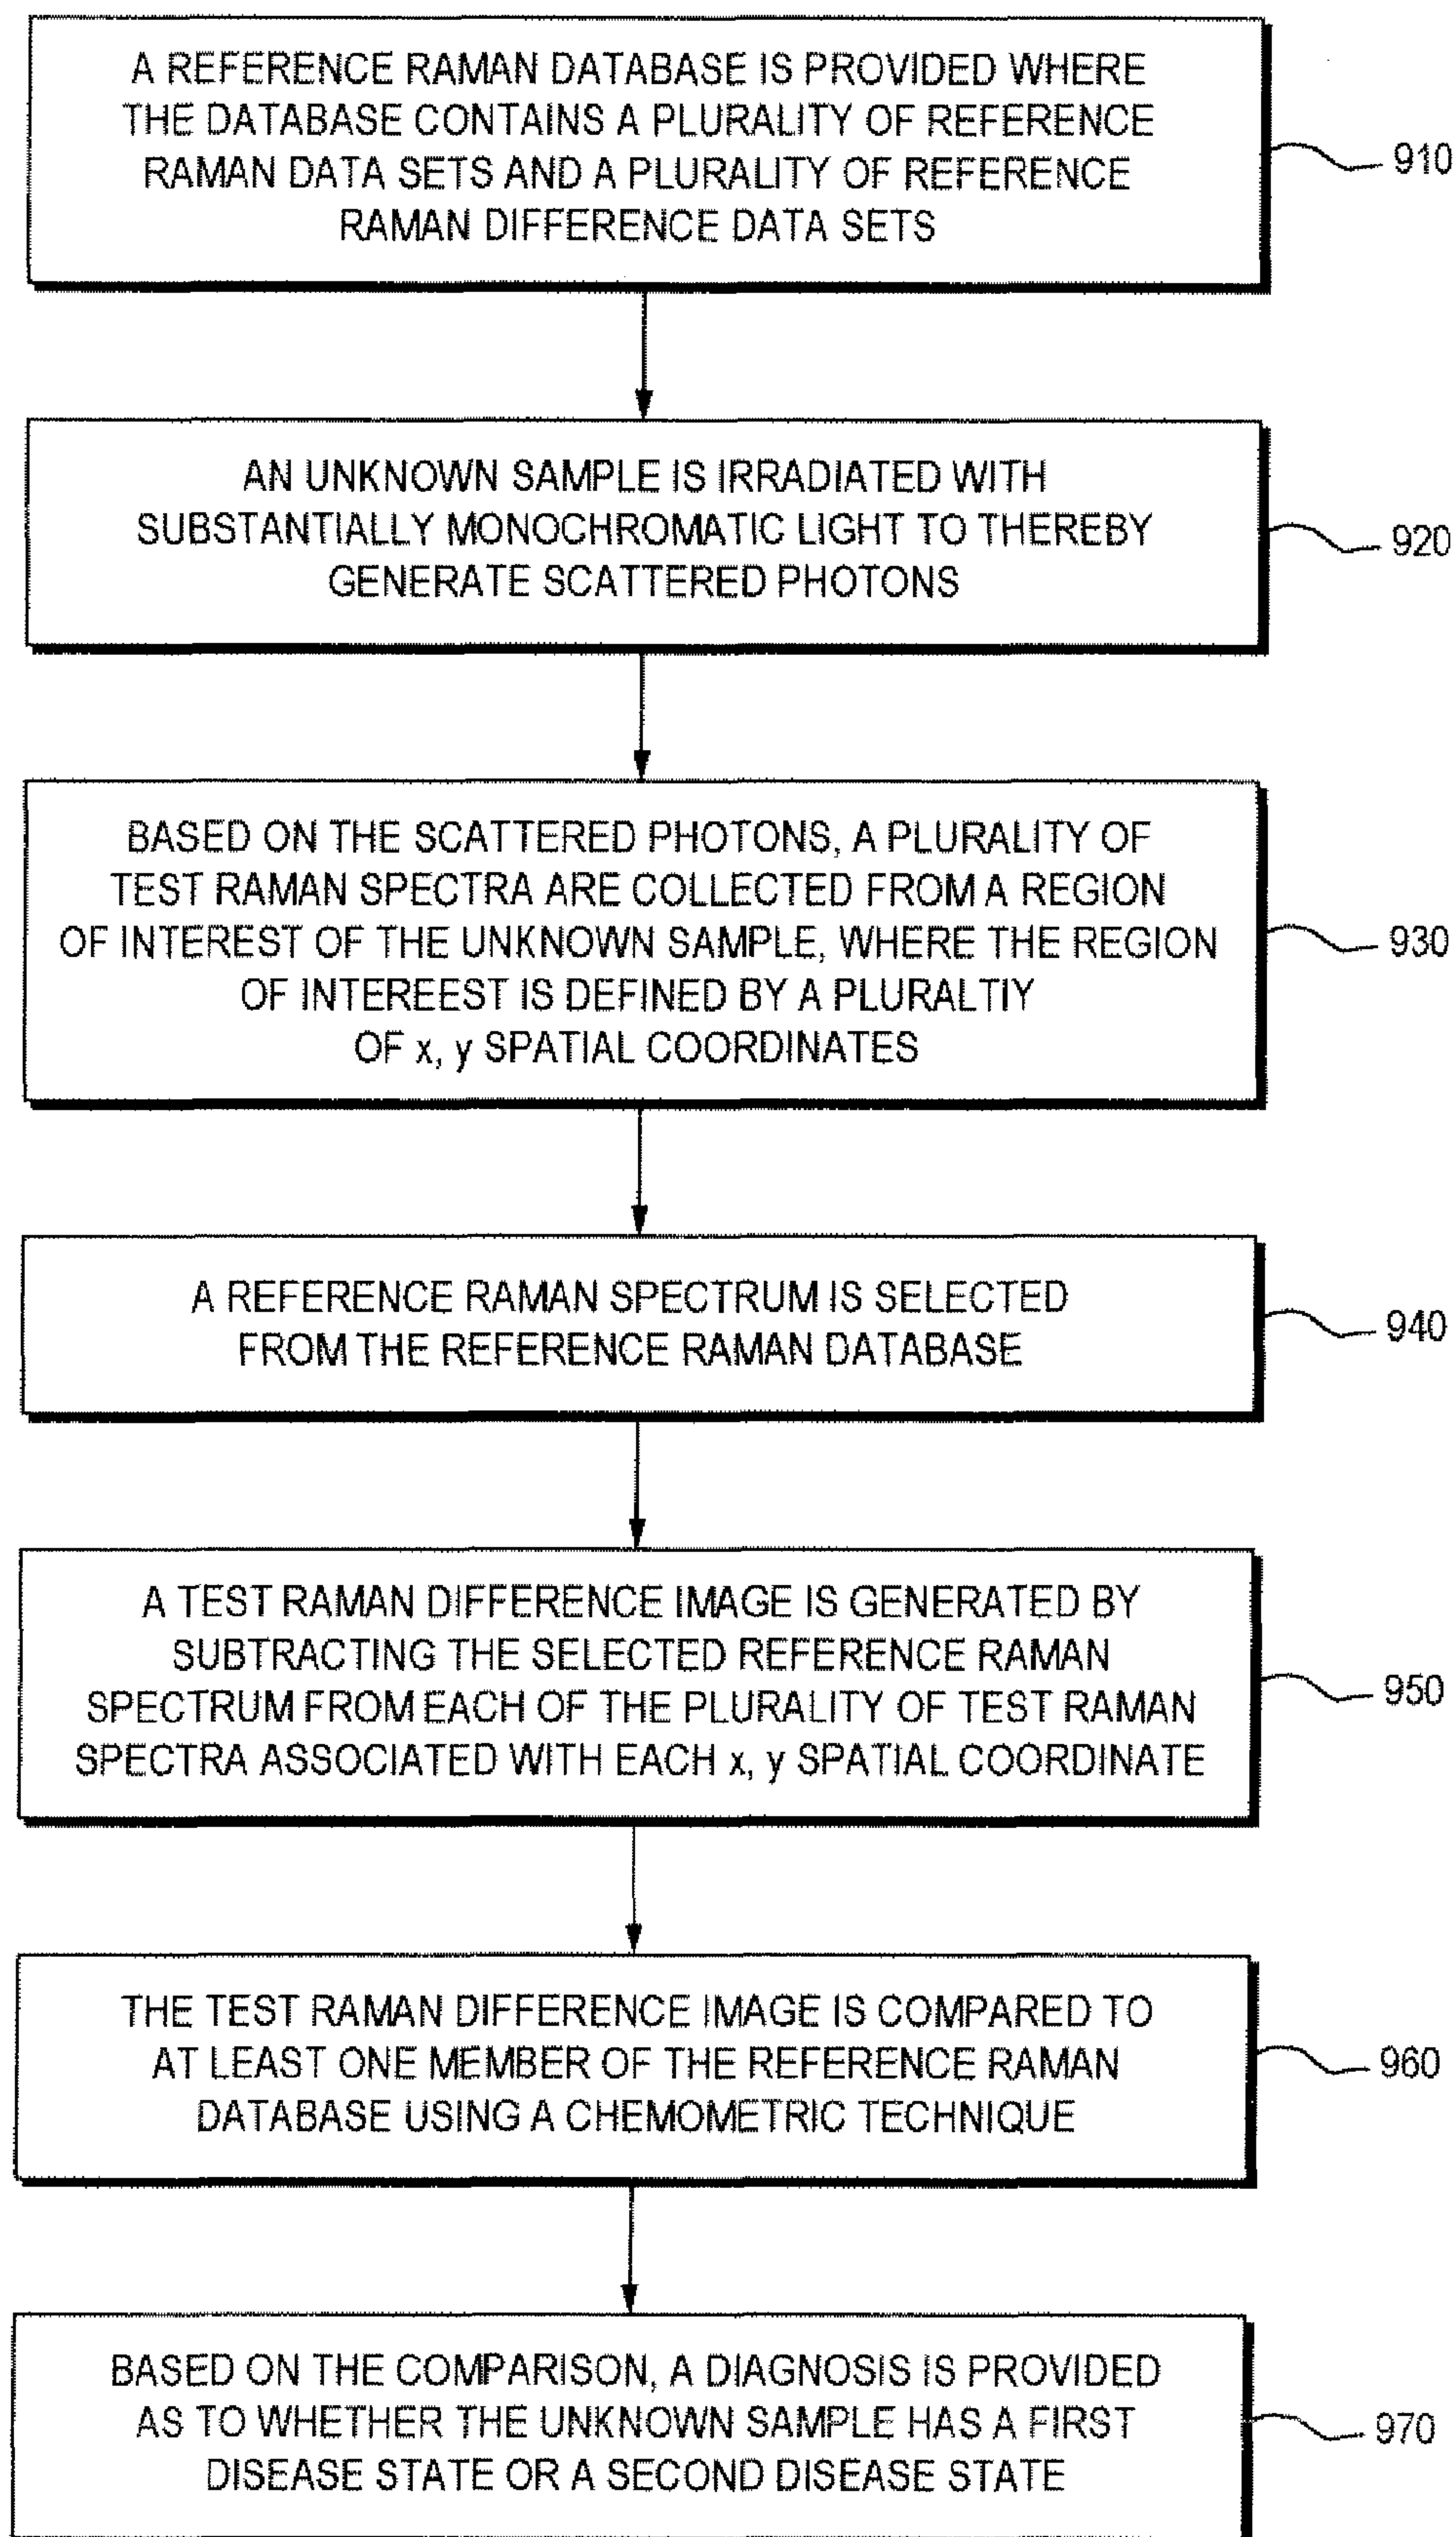 A REFERENCE RAMAN DATABASE IS PROVIDED WHERE
THE DATABASE CONTAINS A PLURALITY OF REFERENCE
RAMAN DATA SETS AND A PLURALITY OF REFERENCE
RAMAN DIFFERENCE DATA SETS
910
AN UNKNOWN SAMPLE IS IRRADIATED WITH
SUBSTANTIALLY MONOCHROMATIC LIGHT TO THEREBY
GENERATE SCATTERED PHOTONS
920
BASED ON THE SCATTERED PHOTONS, A PLURALITY OF
TEST RAMAN SPECTRA ARE COLLECTED FROM A REGION
OF INTEREST OF THE UNKNOWN SAMPLE, WHERE THE REGION
OF INTEREEST IS DEFINED BY A PLURALTIY
OF x, y SPATIAL COORDINATES
930
A REFERENCE RAMAN SPECTRUM IS SELECTED
FROM THE REFERENCE RAMAN DATABASE
940
A TEST RAMAN DIFFERENCE IMAGE IS GENERATED BY
SUBTRACTING THE SELECTED REFERENCE RAMAN
SPECTRUM FROM EACH OF THE PLURALITY OF TEST RAMAN
SPECTRA ASSOCIATED WITH EACH x, y SPATIAL COORDINATE
950
THE TEST RAMAN DIFFERENCE IMAGE IS COMPARED TO
AT LEAST ONE MEMBER OF THE REFERENCE RAMAN
DATABASE USING A CHEMOMETRIC TECHNIQUE
960
BASED ON THE COMPARISON, A DIAGNOSIS IS PROVIDED
AS TO WHETHER THE UNKNOWN SAMPLE HAS A FIRST
DISEASE STATE OR A SECOND DISEASE STATE
970